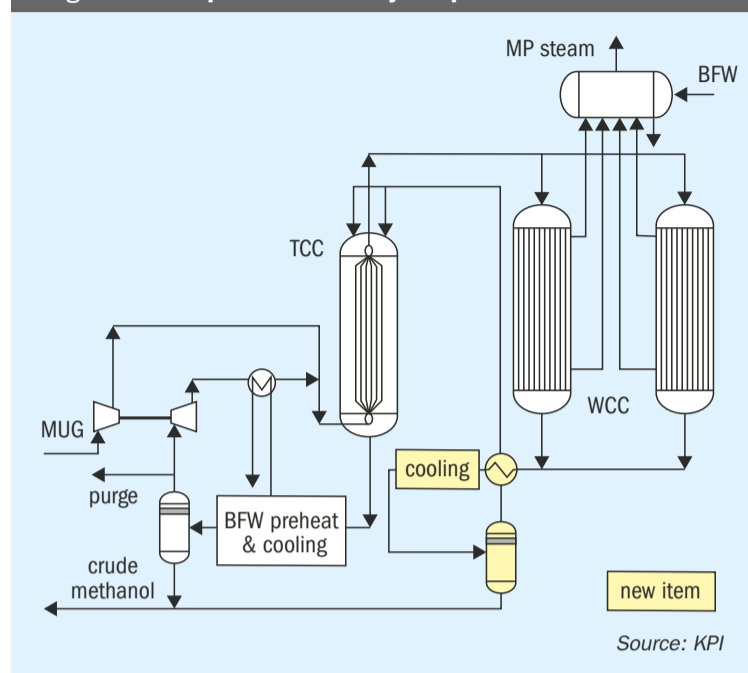 MP steam
BFW
TCC
WCC
MUG
purge
cooling
BFW preheat
& cooling
crude
methanol
new item
Source: KPI